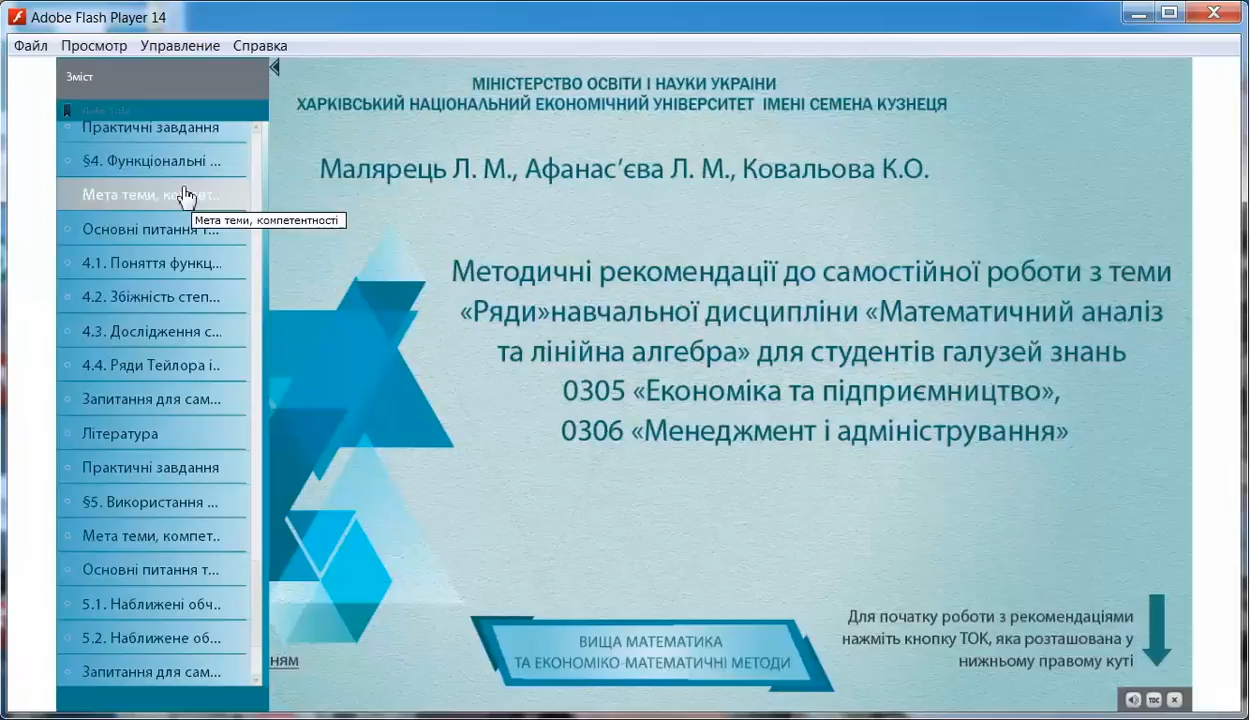 Adobe Flash Player 14
Файл Просмотр Управление Справка
Зміст
Практичні завдання
§4. Функціональні ...
Мета теми, компет..
Мета теми, компетентності
Основні питання т...
4.1. Поняття функц...
4.2. Збіжність степ...
4.3. Дослідження с...
4.4. Ряди Тейлора і..
Запитання для сам...
Література
Практичні завдання
§5. Використання ...
Мета теми, компет..
Основні питання т...
5.1. Наближені обч..
5.2. Наближене об...
Запитання для сам...
МІНІСТЕРСТВО ОСВІТИ І НАУКИ УКРАЇНИ
ХАРКІВСЬКИЙ НАЦІОНАЛЬНИЙ ЕКОНОМІЧНИЙ УНІВЕРСИТЕТ ІМЕНІ СЕМЕНА КУЗНЕЦЯ
Малярець Л. М., Афанас’єва Л. М., Ковальова К.О.
Методичні рекомендації до самостійної роботи з теми
«Ряди»навчальної дисципліни «Математичний аналіз
та лінійна алгебра» для студентів галузей знань
0305 «Економіка та підприємництво»,
0306 «Менеджмент і адміністрування»
ням
ВИЩА МАТЕМАТИКА
ТА ЕКОНОМІКО-МАТЕМАТИЧНІ МЕТОДИ
Для початку роботи з рекомендаціями
нажміть кнопку ТОК, яка розташована у
нижньому правому куті
TOC